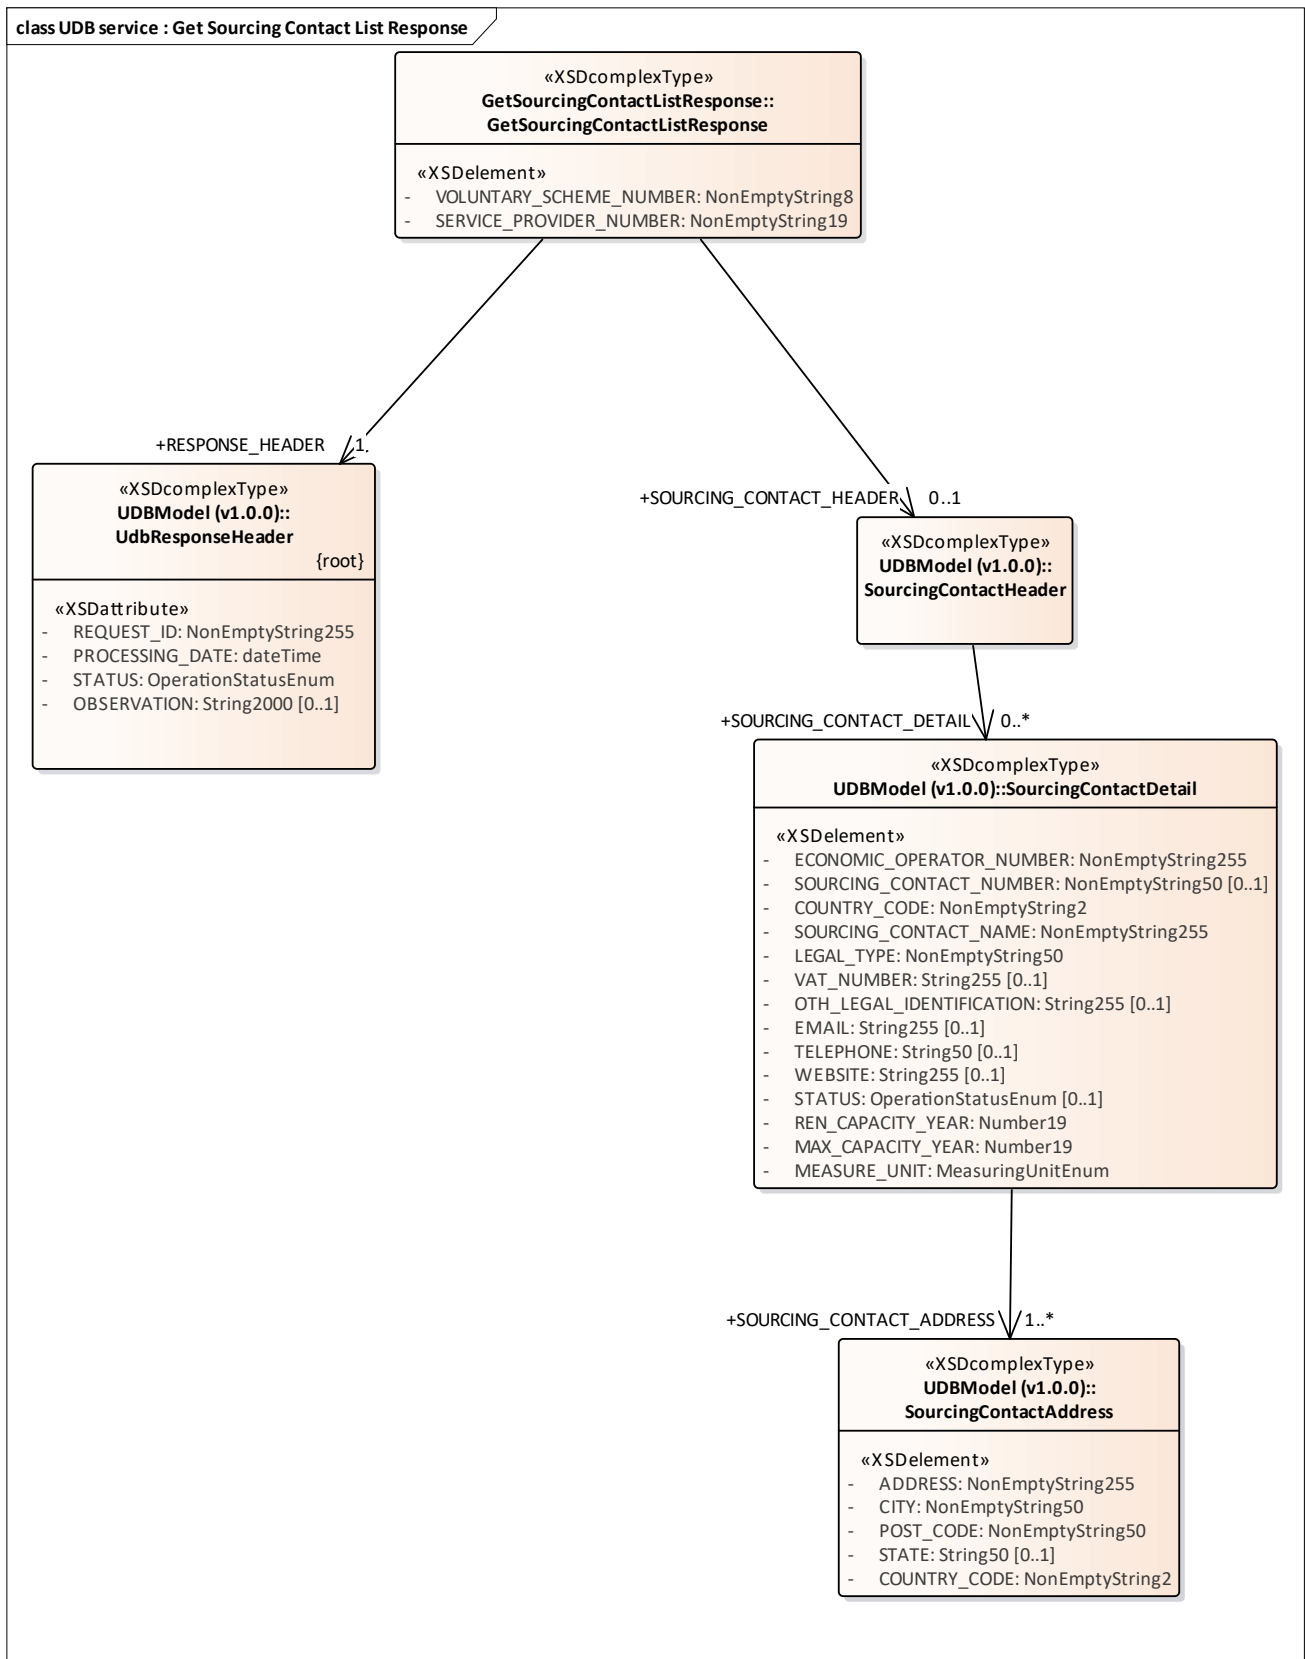 class UDB service : Get Sourcing Contact List Response
«XSDcomplexType»
GetSourcingContactListResponse::
GetSourcingContactListResponse
«XSDelement»
- VOLUNTARY_SCHEME_NUMBER: NonEmptyString8
- SERVICE_PROVIDER_NUMBER: NonEmptyString19
+RESPONSE_HEADER 1.
«XSDcomplexType»
UDBModel (v1.0.0)::
UdbResponseHeader
{root}
«XSDattribute»
- REQUEST_ID: NonEmptyString255
- PROCESSING_DATE: dateTime
- STATUS: OperationStatusEnum
- OBSERVATION: String2000 [0..1]
+SOURCING_CONTACT_HEADER 0..1
«XSDcomplexType»
UDBModel (v1.0.0)::
SourcingContactHeader
+SOURCING_CONTACT_DETAIL 0..*
«XSDcomplexType»
UDBModel (v1.0.0)::SourcingContactDetail
«XSDelement»
- ECONOMIC_OPERATOR_NUMBER: NonEmptyString255
- SOURCING_CONTACT_NUMBER: NonEmptyString50 [0..1]
- COUNTRY_CODE: NonEmptyString2
- SOURCING_CONTACT_NAME: NonEmptyString255
- LEGAL_TYPE: NonEmptyString50
- VAT_NUMBER: String255 [0..1]
- OTH_LEGAL_IDENTIFICATION: String255 [0..1]
- EMAIL: String255 [0..1]
- TELEPHONE: String50 [0..1]
- WEBSITE: String255 [0..1]
- STATUS: OperationStatusEnum [0..1]
- REN_CAPACITY_YEAR: Number19
- MAX_CAPACITY_YEAR: Number19
- MEASURE_UNIT: MeasuringUnitEnum
+SOURCING_CONTACT_ADDRESS 1..*
«XSDcomplexType»
UDBModel (v1.0.0)::
SourcingContactAddress
«XSDelement»
- ADDRESS: NonEmptyString255
- CITY: NonEmptyString50
- POST_CODE: NonEmptyString50
- STATE: String50 [0..1]
- COUNTRY_CODE: NonEmptyString2